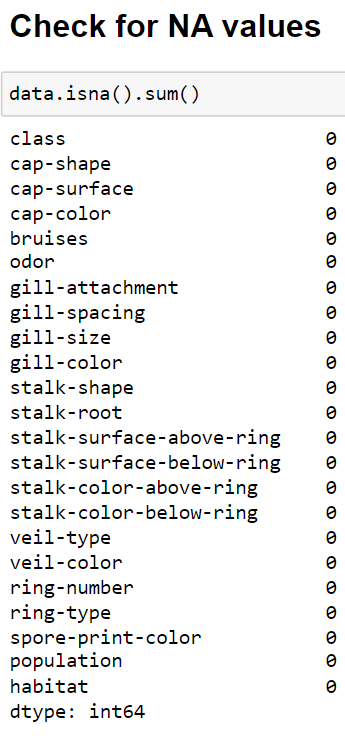 Check for NA values
data.isna().sum()
class 0
cap-shape 0
cap-surface 0
cap-color 0
bruises 0
odor 0
gill-attachment 0
gill-spacing 0
gill-size 0
gill-color 0
stalk-shape 0
stalk-root 0
stalk-surface-above-ring 0
stalk-surface-below-ring 0
stalk-color-above-ring 0
stalk-color-below-ring 0
veil-type 0
veil-color 0
ring-number 0
ring-type 0
spore-print-color 0
population 0
habitat 0
dtype: int64